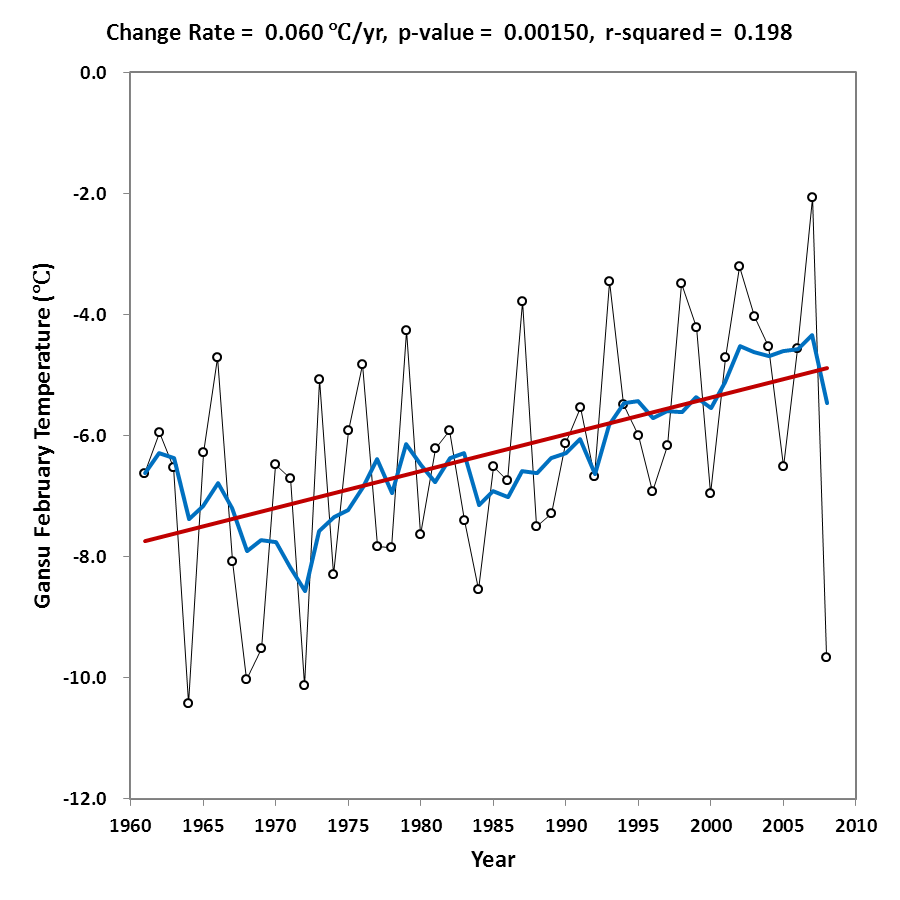 Change Rate = 0.060 ℃/yr, p-value = 0.00150, r-squared = 0.198
0.0
-2.0
-4.0
-6.0
-8.0
-10.0
-12.0
Gansu February Temperature (℃)
1960 1965 1970 1975 1980 1985 1990 1995 2000 2005 2010
Year